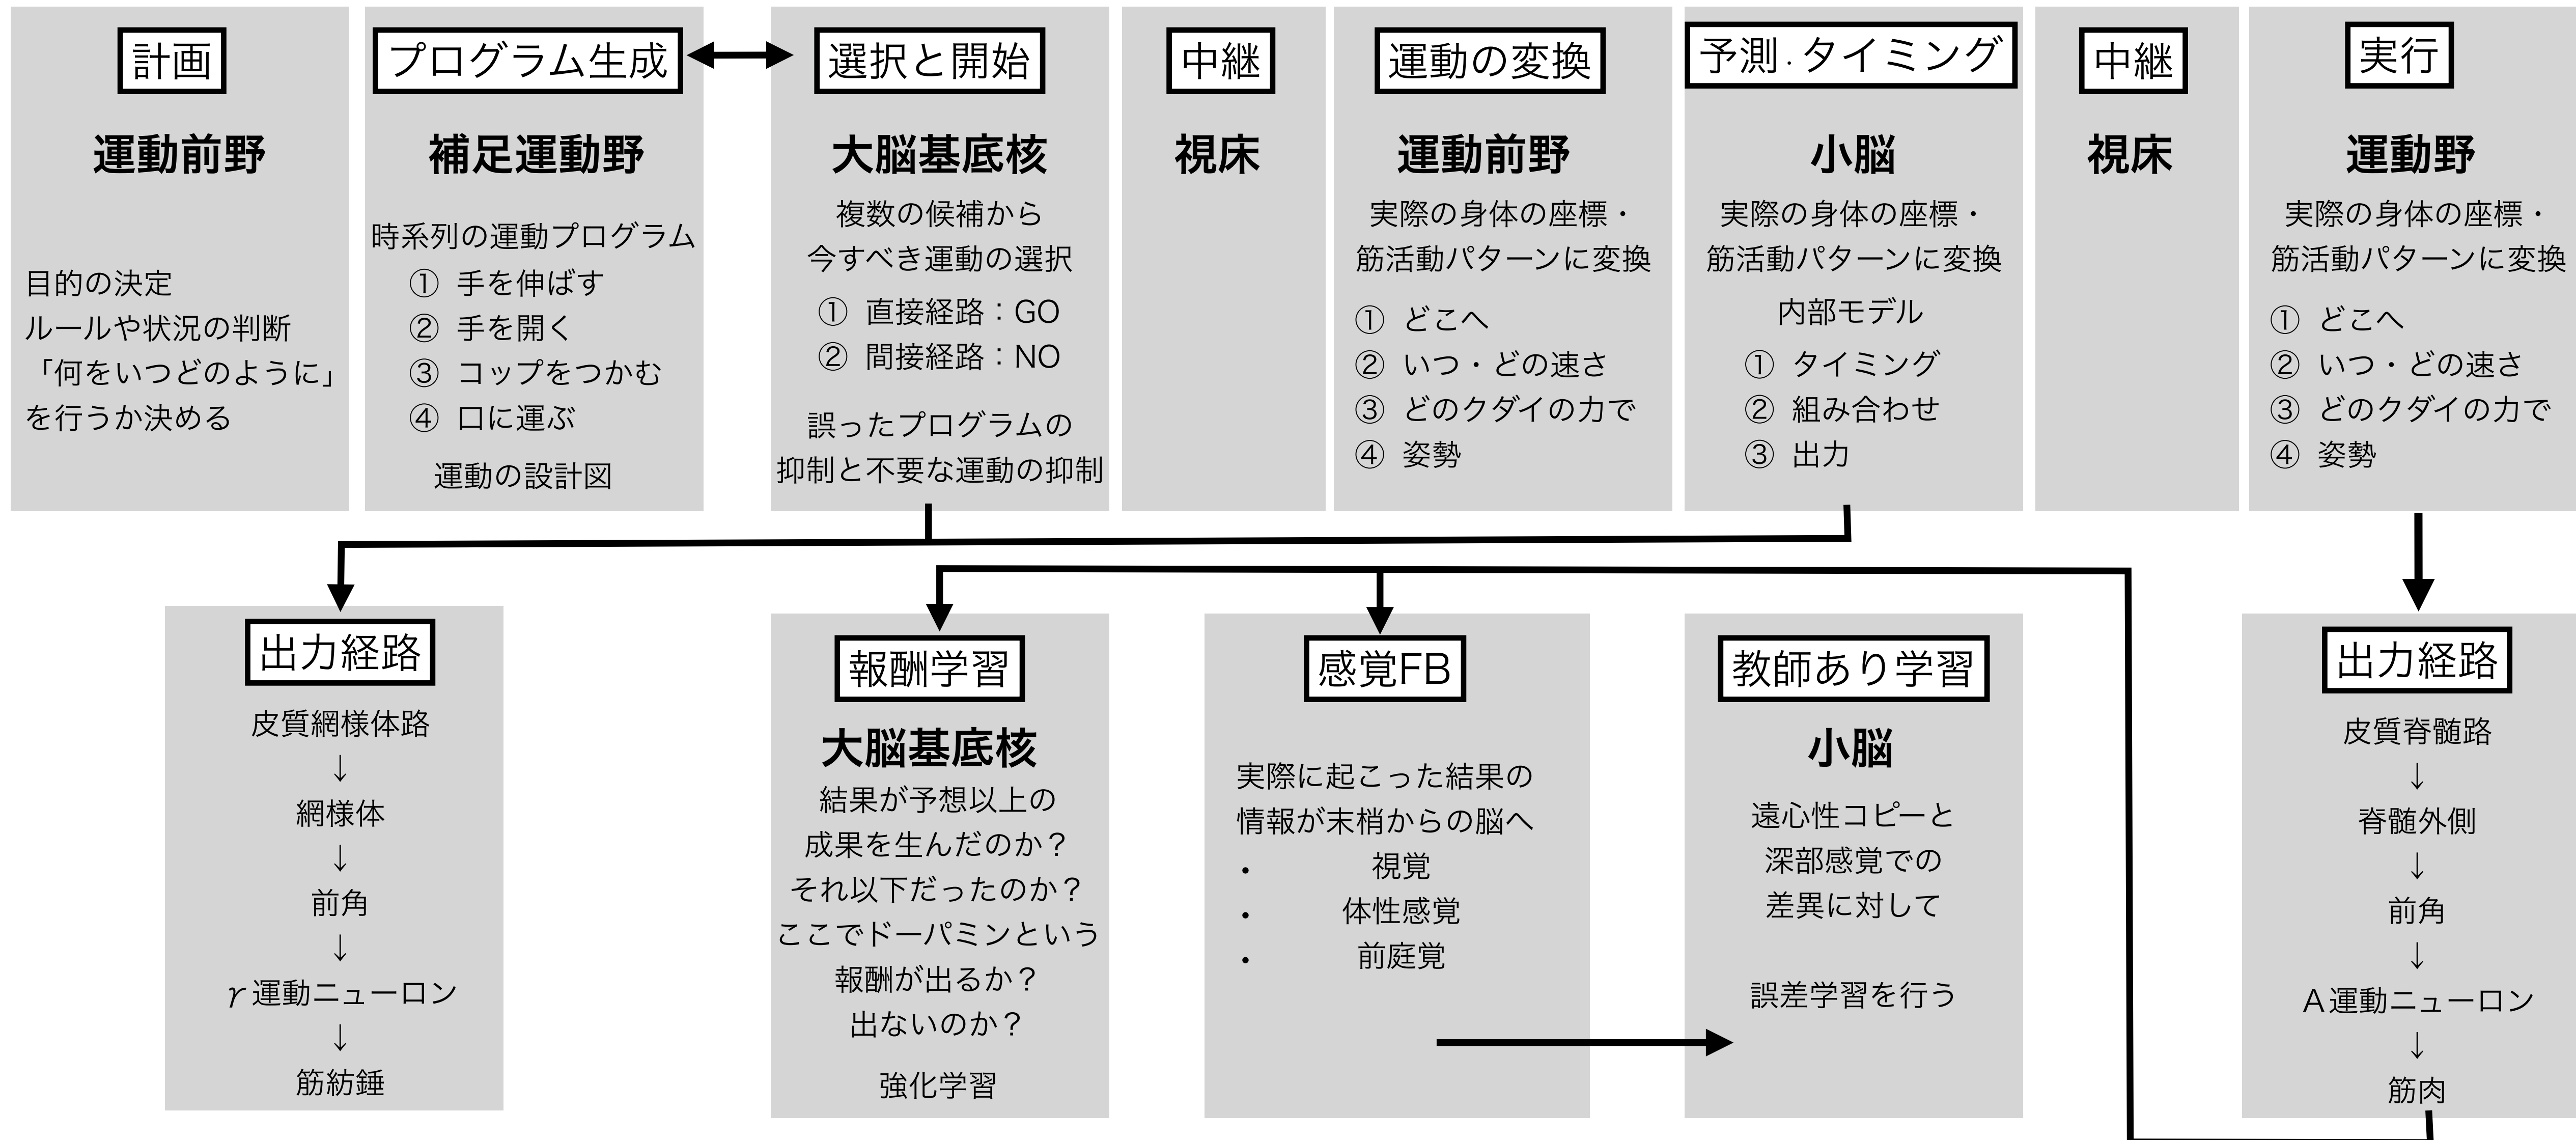 計画
運動前野
目的の決定
ルールや状況の判断
「何をいつどのように」
を行うか決める
プログラム生成
補足運動野
時系列の運動プログラム
① 手を伸ばす
② 手を開く
③ コップをつかむ
④ 口に運ぶ
運動の設計図
選択と開始
大脳基底核
複数の候補から
今すべき運動の選択
① 直接経路：GO
② 間接経路：NO
誤ったプログラムの
抑制と不要な運動の抑制
中継
視床
運動の変換
運動前野
実際の身体の座標・
筋活動パターンに変換
① どこへ
② いつ・どの速さ
③ どのクダイの力で
④ 姿勢
予測．タイミング
小脳
実際の身体の座標・
筋活動パターンに変換
内部モデル
① タイミング
② 組み合わせ
③ 出力
中継
視床
実行
運動野
実際の身体の座標・
筋活動パターンに変換
① どこへ
② いつ・どの速さ
③ どのクダイの力で
④ 姿勢
出力経路
皮質網様体路
↓
網様体
↓
前角
↓
γ運動ニューロン
↓
筋紡錘
報酬学習
大脳基底核
結果が予想以上の
成果を生んだのか？
それ以下だったのか？
ここでドーパミンという
報酬が出るか？
出ないのか？
強化学習
感覚FB
実際に起こった結果の
情報が末梢からの脳へ
・ 視覚
・ 体性感覚
・ 前庭覚
教師あり学習
小脳
遠心性コピーと
深部感覚での
差異に対して
誤差学習を行う
出力経路
皮質脊髄路
↓
脊髄外側
↓
前角
↓
A運動ニューロン
↓
筋肉